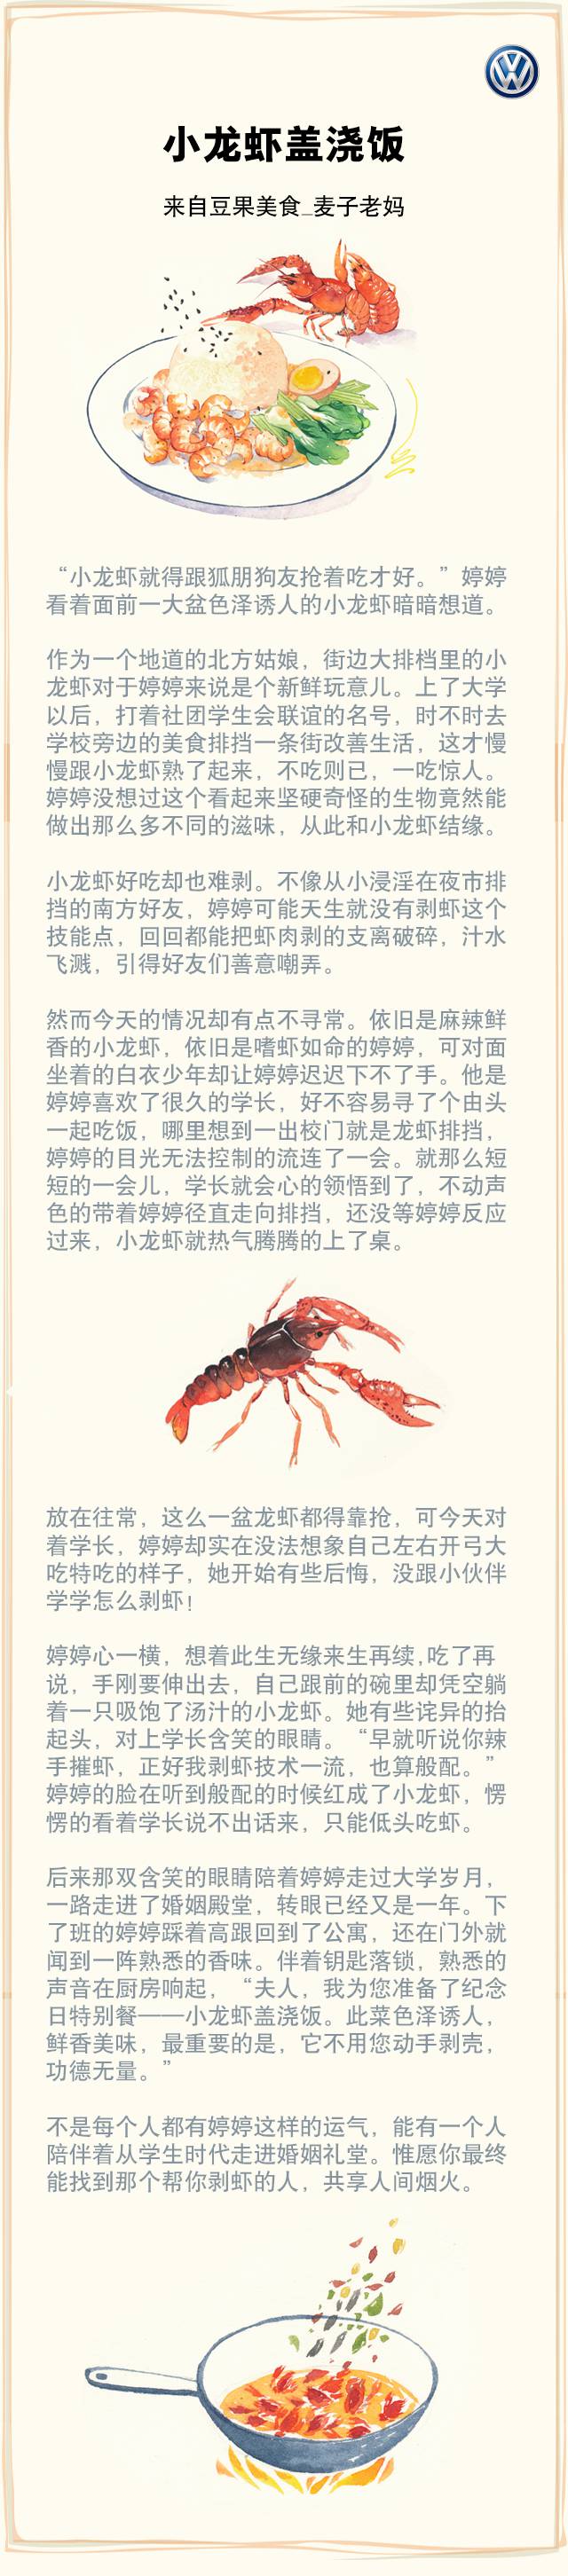 小龙虾盖浇饭
来自豆果美食_麦子老妈
“小龙虾就得跟狐朋狗友抢着吃才好。”婷婷
看着面前一大盆色泽诱人的小龙虾暗暗想道。
作为一个地道的北方姑娘，街边大排档里的小
龙虾对于婷婷来说是个新鲜玩意儿。上了大学
以后，打着社团学生会联谊的名号，时不时去
学校旁边的美食排挡一条街改善生活，这才慢
慢跟小龙虾熟了起来，不吃则已，一吃惊人。
婷婷没想过这个看起来坚硬奇怪的生物竟然能
做出那么多不同的滋味，从此和小龙虾结缘。
小龙虾好吃却也难剥。不像从小浸淫在夜市排
挡的南方好友，婷婷可能天生就没有剥虾这个
技能点，回回都能把虾肉剥的支离破碎，汁水
飞溅，引得好友们善意嘲弄。
然而今天的情况却有点不寻常。依旧是麻辣鲜
香的小龙虾，依旧是嗜虾如命的婷婷，可对面
坐着的白衣少年却让婷婷迟迟下不了手。他是
婷婷喜欢了很久的学长，好不容易寻了个由头
一起吃饭，哪里想到一出校门就是龙虾排挡，
婷婷的目光无法控制的流连了一会。就那么短
短的一会儿，学长就会心的领悟到了，不动声
色的带着婷婷径直走向排挡，还没等婷婷反应
过来，小龙虾就热气腾腾的上了桌。
放在往常，这么一盆龙虾都得靠抢，可今天对
着学长，婷婷却实在没法想象自己左右开弓大
吃特吃的样子，她开始有些后悔，没跟小伙伴
学学怎么剥虾！
婷婷心一横，想着此生无缘来生再续,吃了再
说，手刚要伸出去，自己跟前的碗里却凭空躺
着一只吸饱了汤汁的小龙虾。她有些诧异的抬
起头，对上学长含笑的眼睛。“早就听说你辣
手摧虾，正好我剥虾技术一流，也算般配。”
婷婷的脸在听到般配的时候红成了小龙虾，愣
愣的看着学长说不出话来，只能低头吃虾。
后来那双含笑的眼睛陪着婷婷走过大学岁月，
一路走进了婚姻殿堂，转眼已经又是一年。下
了班的婷婷踩着高跟回到了公寓，还在门外就
闻到一阵熟悉的香味。伴着钥匙落锁，熟悉的
声音在厨房响起，“夫人，我为您准备了纪念
日特别餐——小龙虾盖浇饭。此菜色泽诱人，
鲜香美味，最重要的是，它不用您动手剥壳，
功德无量。”
不是每个人都有婷婷这样的运气，能有一个人
陪伴着从学生时代走进婚姻礼堂。惟愿你最终
能找到那个帮你剥虾的人，共享人间烟火。